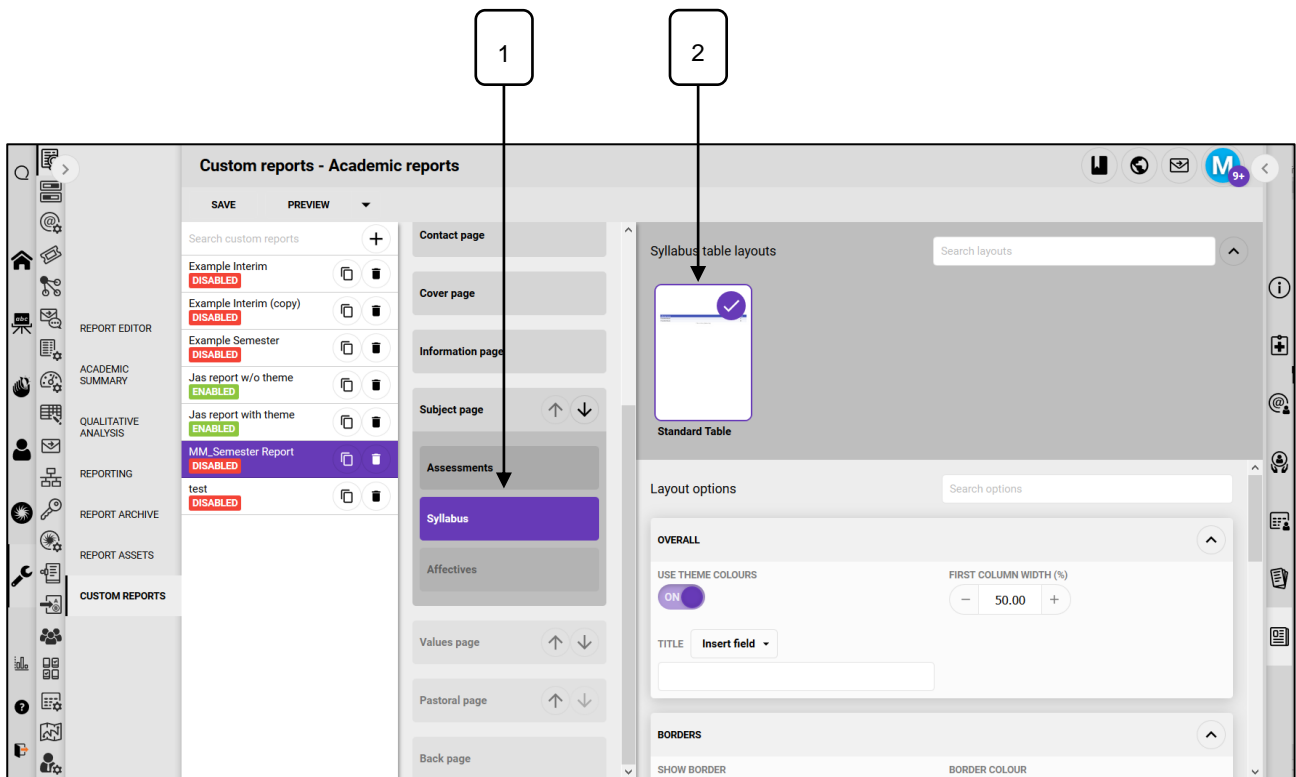 1
2
Custom reports - Academic reports
M
9+
SAVE
PREVIEW
Search custom reports
Example Interim
DISABLED
Example Interim (copy)
DISABLED
Example Semester
DISABLED
Jas report w/o theme
ENABLED
Jas report with theme
ENABLED
MM_Semester Report
DISABLED
test
DISABLED
abc
REPORT EDITOR
ACADEMIC
SUMMARY
QUALITATIVE
ANALYSIS
REPORTING
REPORT ARCHIVE
REPORT ASSETS
CUSTOM REPORTS
Contact page
Cover page
Information page
Subject page
Assessments
Syllabus
Affectives
Values page
Pastoral page
Back page
Syllabus table layouts
Search layouts
Standard Table
Layout options
Search options
OVERALL
USE THEME COLOURS
FIRST COLUMN WIDTH (%)
ON
50.00
TITLE
Insert field
BORDERS
SHOW BORDER
BORDER COLOUR